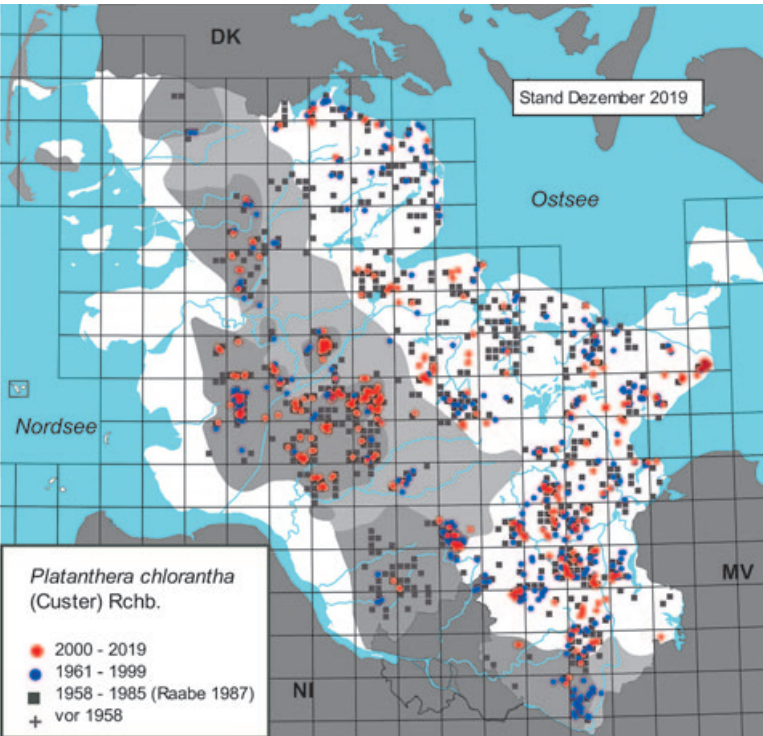 DK
Stand Dezember 2019
Ostsee
Nordsee
MV
NI
Platanthera chlorantha
(Custer) Rchb.
2000 - 2019
1961 - 1999
1958 - 1985 (Raabe 1987)
vor 1958